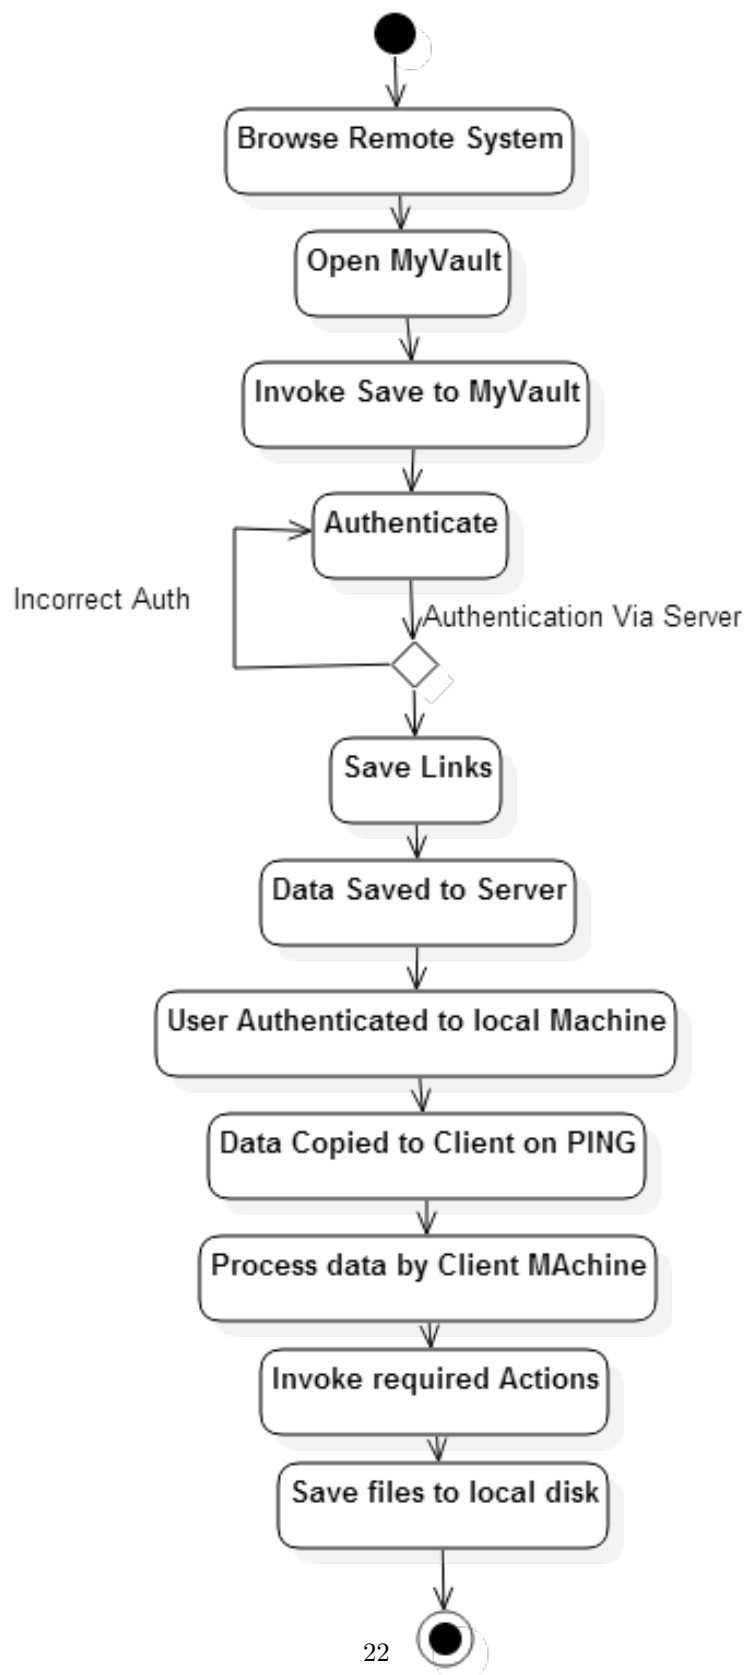 Browse Remote System
Open MyVault
Invoke Save to MyVault
Authenticate
Incorrect Auth
Authentication Via Server
Save Links
Data Saved to Server
User Authenticated to local Machine
Data Copied to Client on PING
Process data by Client MAchine
Invoke required Actions
Save files to local disk
22